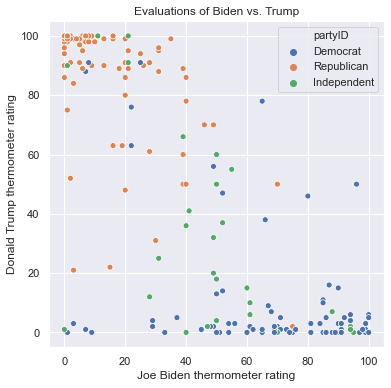 Evaluations of Biden vs. Trump
partyID
Democrat
Republican
Independent
Donald Trump thermometer rating
100
80
60
40
20
0
0 20 40 60 80 100
Joe Biden thermometer rating